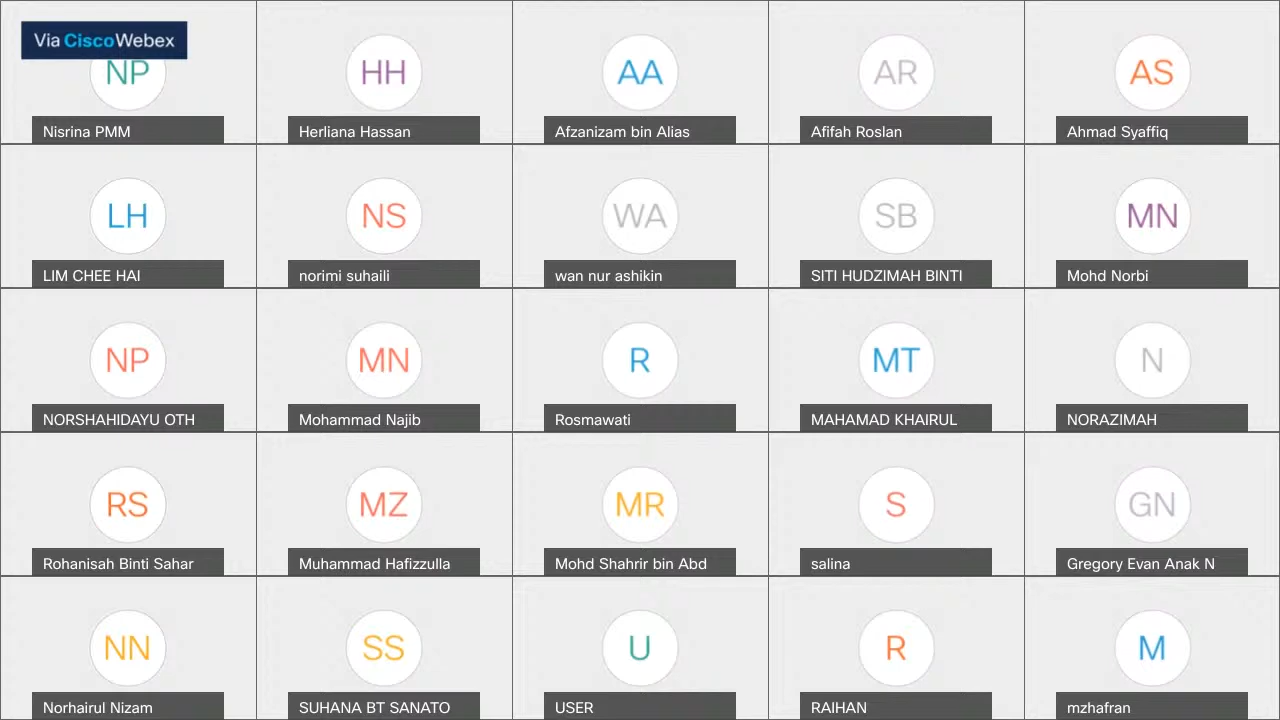 Via Cisco Webex
NP HH AA AR AS
Nisrina PMM Herliana Hassan Afzanizam bin Alias Afifah Roslan Ahmad Syaffiq
LH NS WA SB MN
LIM CHEE HAI norimi suhaili wan nur ashikin SITI HUDZIMAH BINTI Mohd Norbi
NP MN R MT N
NORSHAHIDAYU OTH Mohammad Najib Rosmawati MAHAMAD KHAIRUL NORAZIMAH
RS MZ MR S GN
Rohanisah Binti Sahar Muhammad Hafizzulla Mohd Shahrir bin Abd salina Gregory Evan Anak N
NN SS U R M
Norhairul Nizam SUHANA BT SANATO USER RAIHAN mzhafran